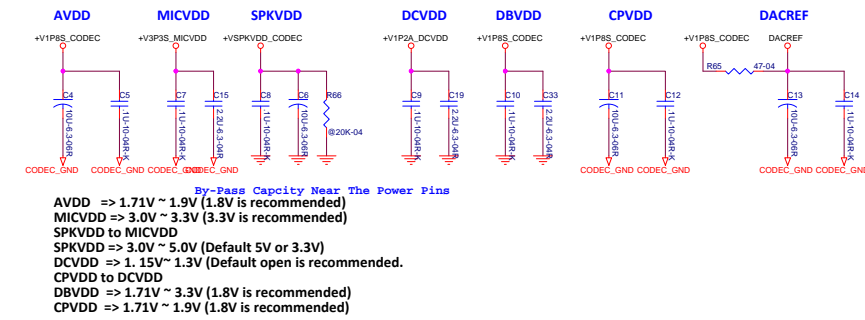 AVDD MICVDD SPKVDD DCVDD DBVDD CPVDD DACREF
+V1P8S_CODEC +V3P3S_MICVDD +VSPKVDD_CODEC +V1P2A_DCVDD +V1P8S_CODEC +V1P8S_CODEC +V1P8S_CODEC DACREF
R65 47-04
C4 C5 C7 C15 C8 C6 R66 C9 C19 C10 C33 C11 C12 C13 C14
10U-6.3-06R .1U-10-04R-K .1U-10-04R-K 2.2U-6.3-04R .1U-10-04R-K 10U-6.3-06R @20K-04 .1U-10-04R-K 2.2U-6.3-04R .1U-10-04R-K 2.2U-6.3-04R 10U-6.3-06R .1U-10-04R-K 10U-6.3-06R .1U-10-04R-K
CODEC_GND CODEC_GND CODEC_GND CODEC_GND CODEC_GND CODEC_GND CODEC_GND
By-Pass Capcity Near The Power Pins
AVDD => 1.71V ~ 1.9V (1.8V is recommended)
MICVDD => 3.0V ~ 3.3V (3.3V is recommended)
SPKVDD to MICVDD
SPKVDD => 3.0V ~ 5.0V (Default 5V or 3.3V)
DCVDD => 1. 15V~ 1.3V (Default open is recommended.
CPVDD to DCVDD
DBVDD => 1.71V ~ 3.3V (1.8V is recommended)
CPVDD => 1.71V ~ 1.9V (1.8V is recommended)